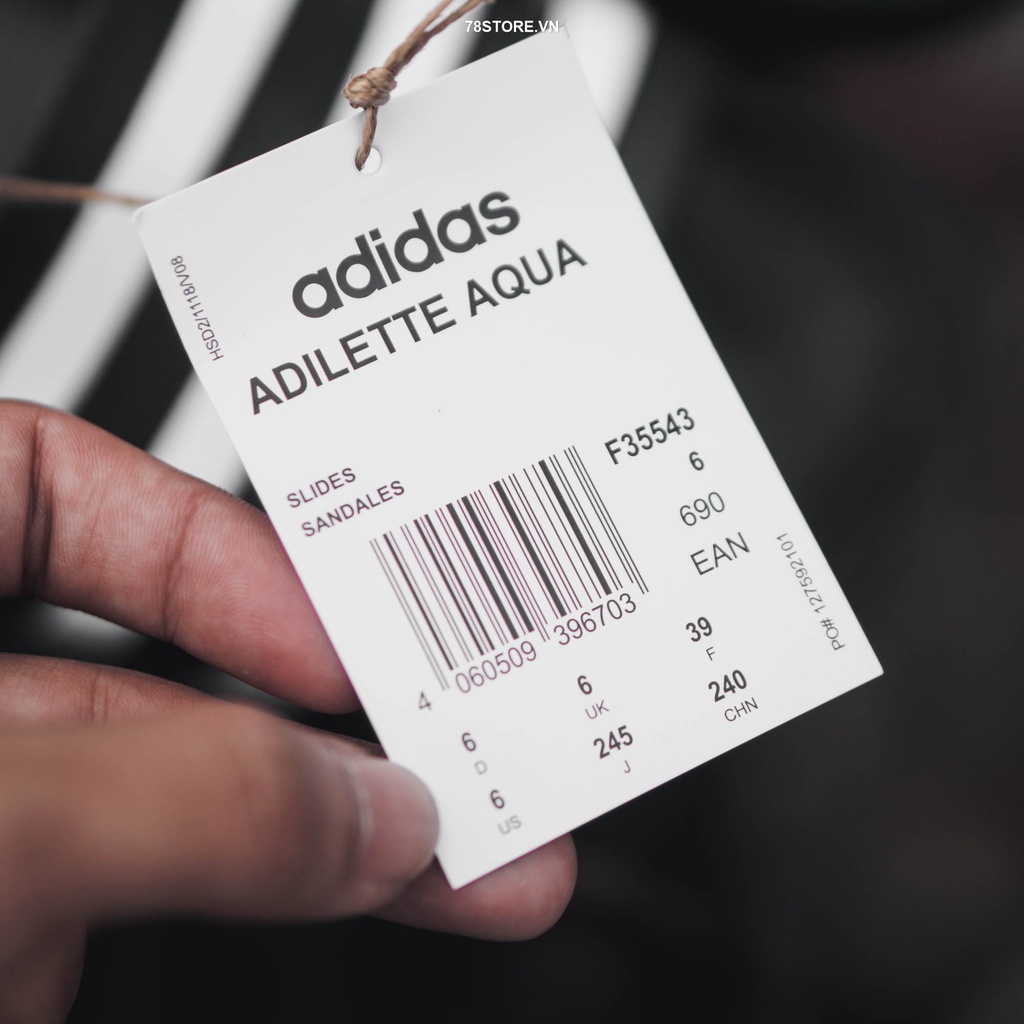 78STORE.VN
adidas
ADILETTE AQUA
HSD2/1118/V08
SLIDES
SANDALES
F35543
6
690
EAN
4 060509 396703
PO# 127592101
6
D
6
UK
39
F
6
US
245
J
240
CHN